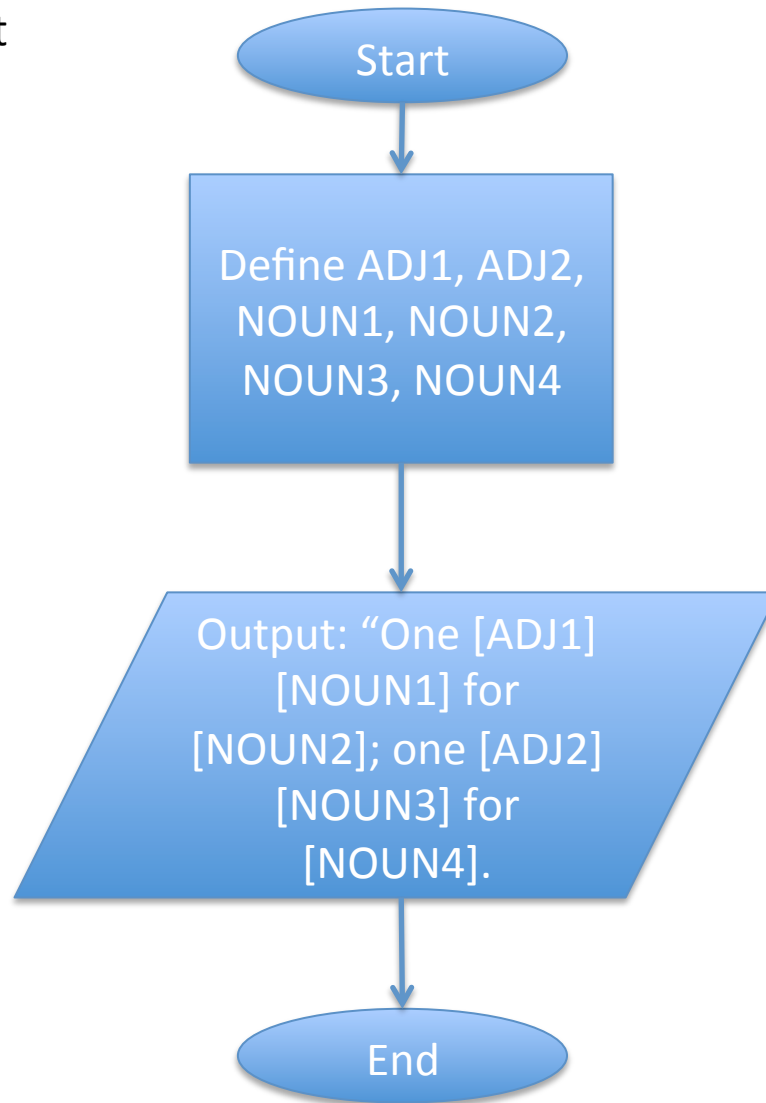 t
Start
Define ADJ1, ADJ2,
NOUN1, NOUN2,
NOUN3, NOUN4
Output: “One [ADJ1]
[NOUN1] for
[NOUN2]; one [ADJ2]
[NOUN3] for
[NOUN4].
End